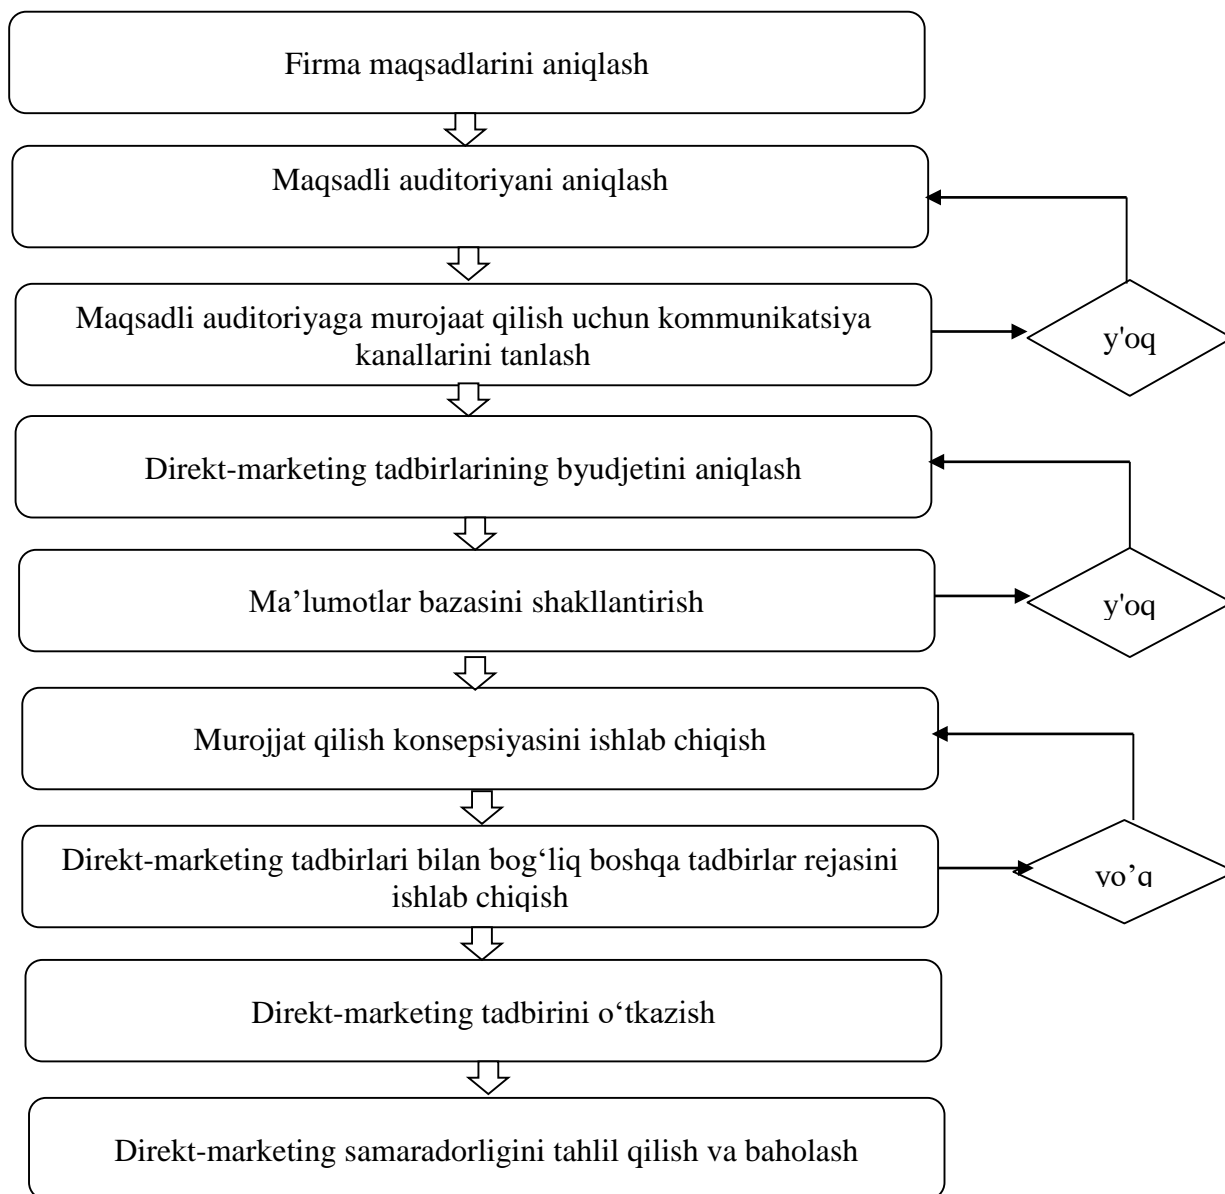 Firma maqsadlarini aniqlash
Maqsadli auditoriyani aniqlash
Maqsadli auditoriyaga murojaat qilish uchun kommunikatsiya
kanallarini tanlash
y'oq
Direkt-marketing tadbirlarining byudjetini aniqlash
Ma’lumotlar bazasini shakllantirish
y'oq
Murojjat qilish konsepsiyasini ishlab chiqish
Direkt-marketing tadbirlari bilan bog‘liq boshqa tadbirlar rejasini
ishlab chiqish
yo’q
Direkt-marketing tadbirini o‘tkazish
Direkt-marketing samaradorligini tahlil qilish va baholash